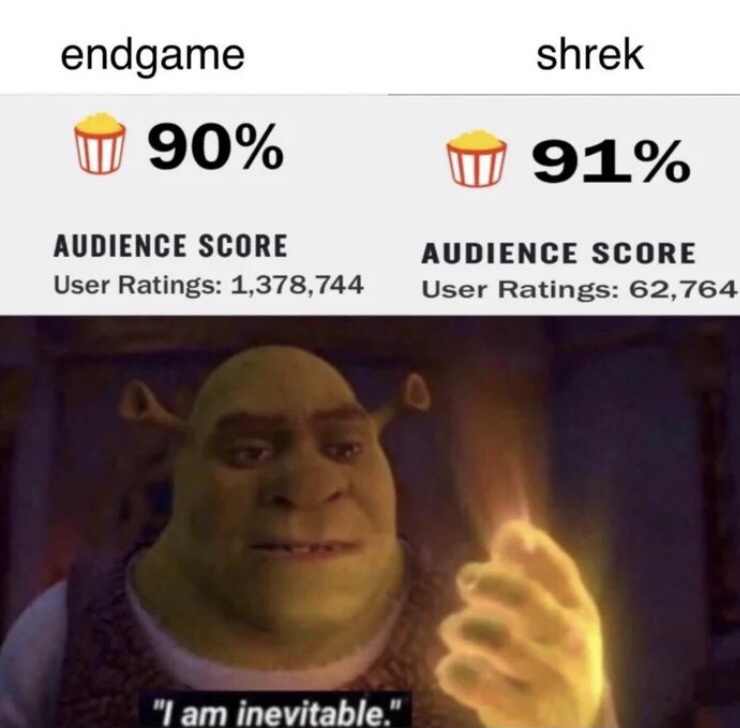 endgame
shrek
90%
91%
AUDIENCE SCORE
User Ratings: 1,378,744
AUDIENCE SCORE
User Ratings: 62,764
"I am inevitable."